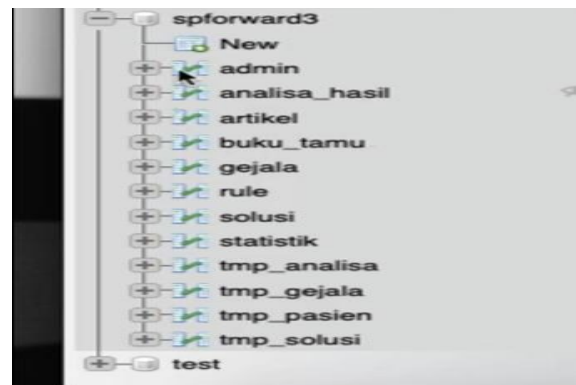 spforward3
New
admin
analisa_hasil
artikel
buku_tamu
gejala
rule
solusi
statistik
tmp_analisa
tmp_gejala
tmp_pasien
tmp_solusi
test